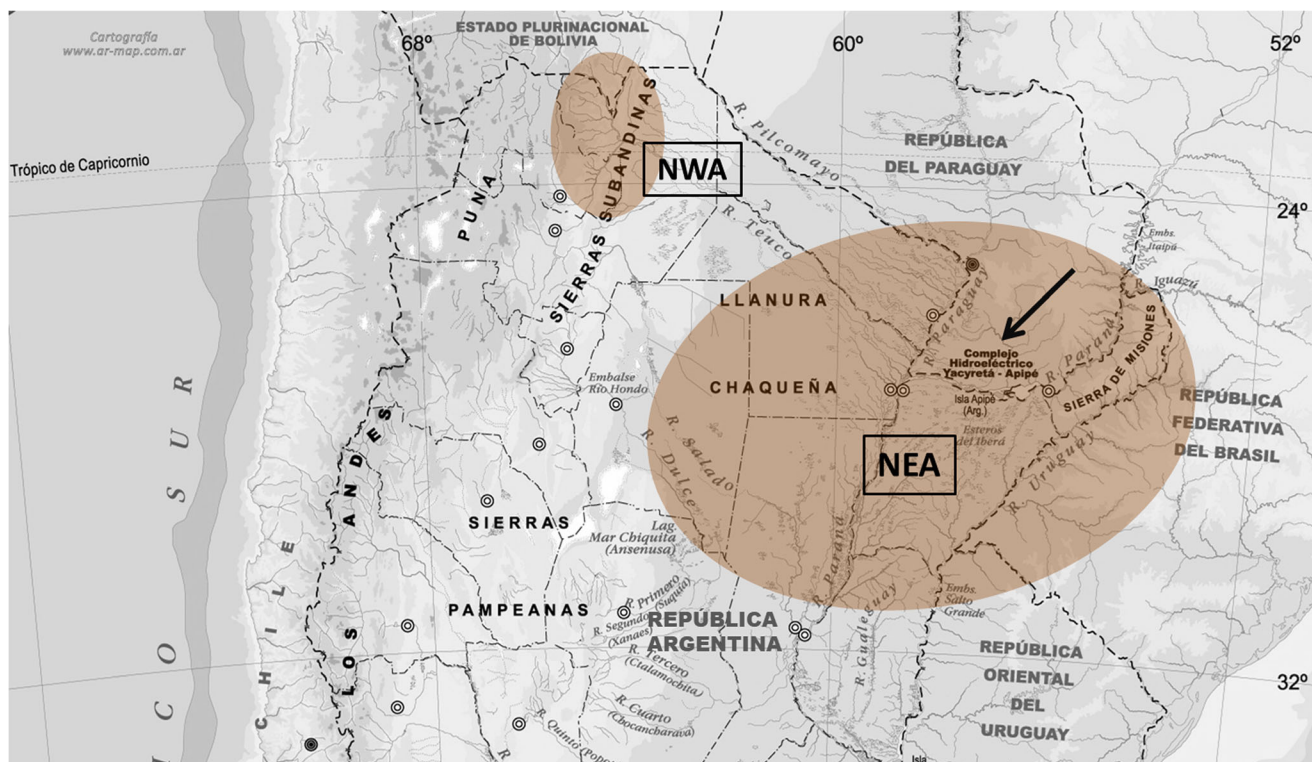 Cartografía
www.ar-map.com.ar
68º
ESTADO PLURINACIONAL
DE BOLIVIA
60º
52º
R. Pilcomayo
REPÚBLICA
DEL PARAGUAY
Trópico de Capricornio
NWA
PUNA
SIERRAS SUBANDINAS
24º
R. Teuco
Embs.
Itaipú
R. Iguazú
LLANURA
R. Paraguay
Complejo
Hidroeléctrico
Yacyretá - Apipé
R. Paraná
SIERRA DE MISIONES
Embalse
Río Hondo
CHAQUEÑA
Isla Apipé
(Arg.)
REPÚBLICA
FEDERATIVA
DEL BRASIL
Esteros
del Iberá
R. Salado
R. Dulce
NEA
R. Uruguay
LOS ANDES
SIERRAS
Lag.
Mar Chiquita
(Ansenusa)
R. Paraná
PAMPEANAS
R. Primero
(Suquía)
R. Segundo
(Xanaes)
REPÚBLICA
ARGENTINA
R. Gualeguay
Embs.
Salto
Grande
R. Tercero
(Ctalamochita)
REPÚBLICA
ORIENTAL
DEL
URUGUAY
32º
R. Cuarto
(Chocancharava)
R. Quinto (Popo
CHILE
ICO SUR
R
Isla